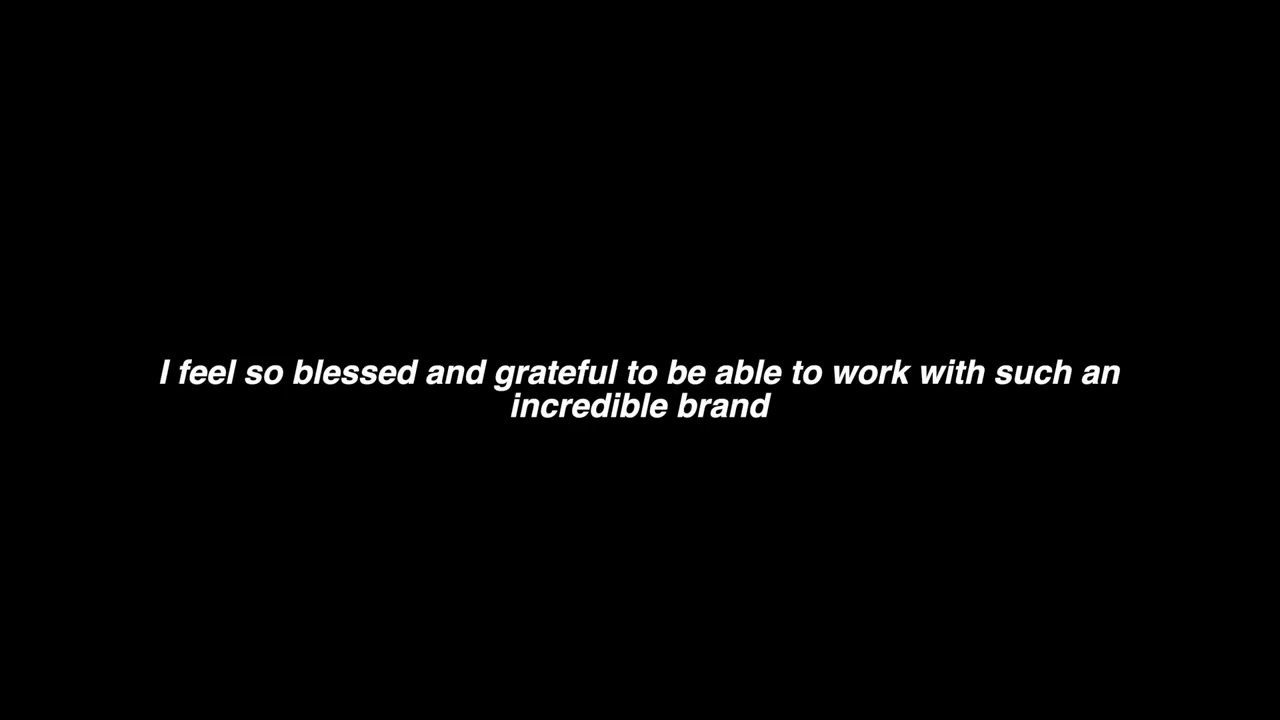 I feel so blessed and grateful to be able to work with such an
incredible brand